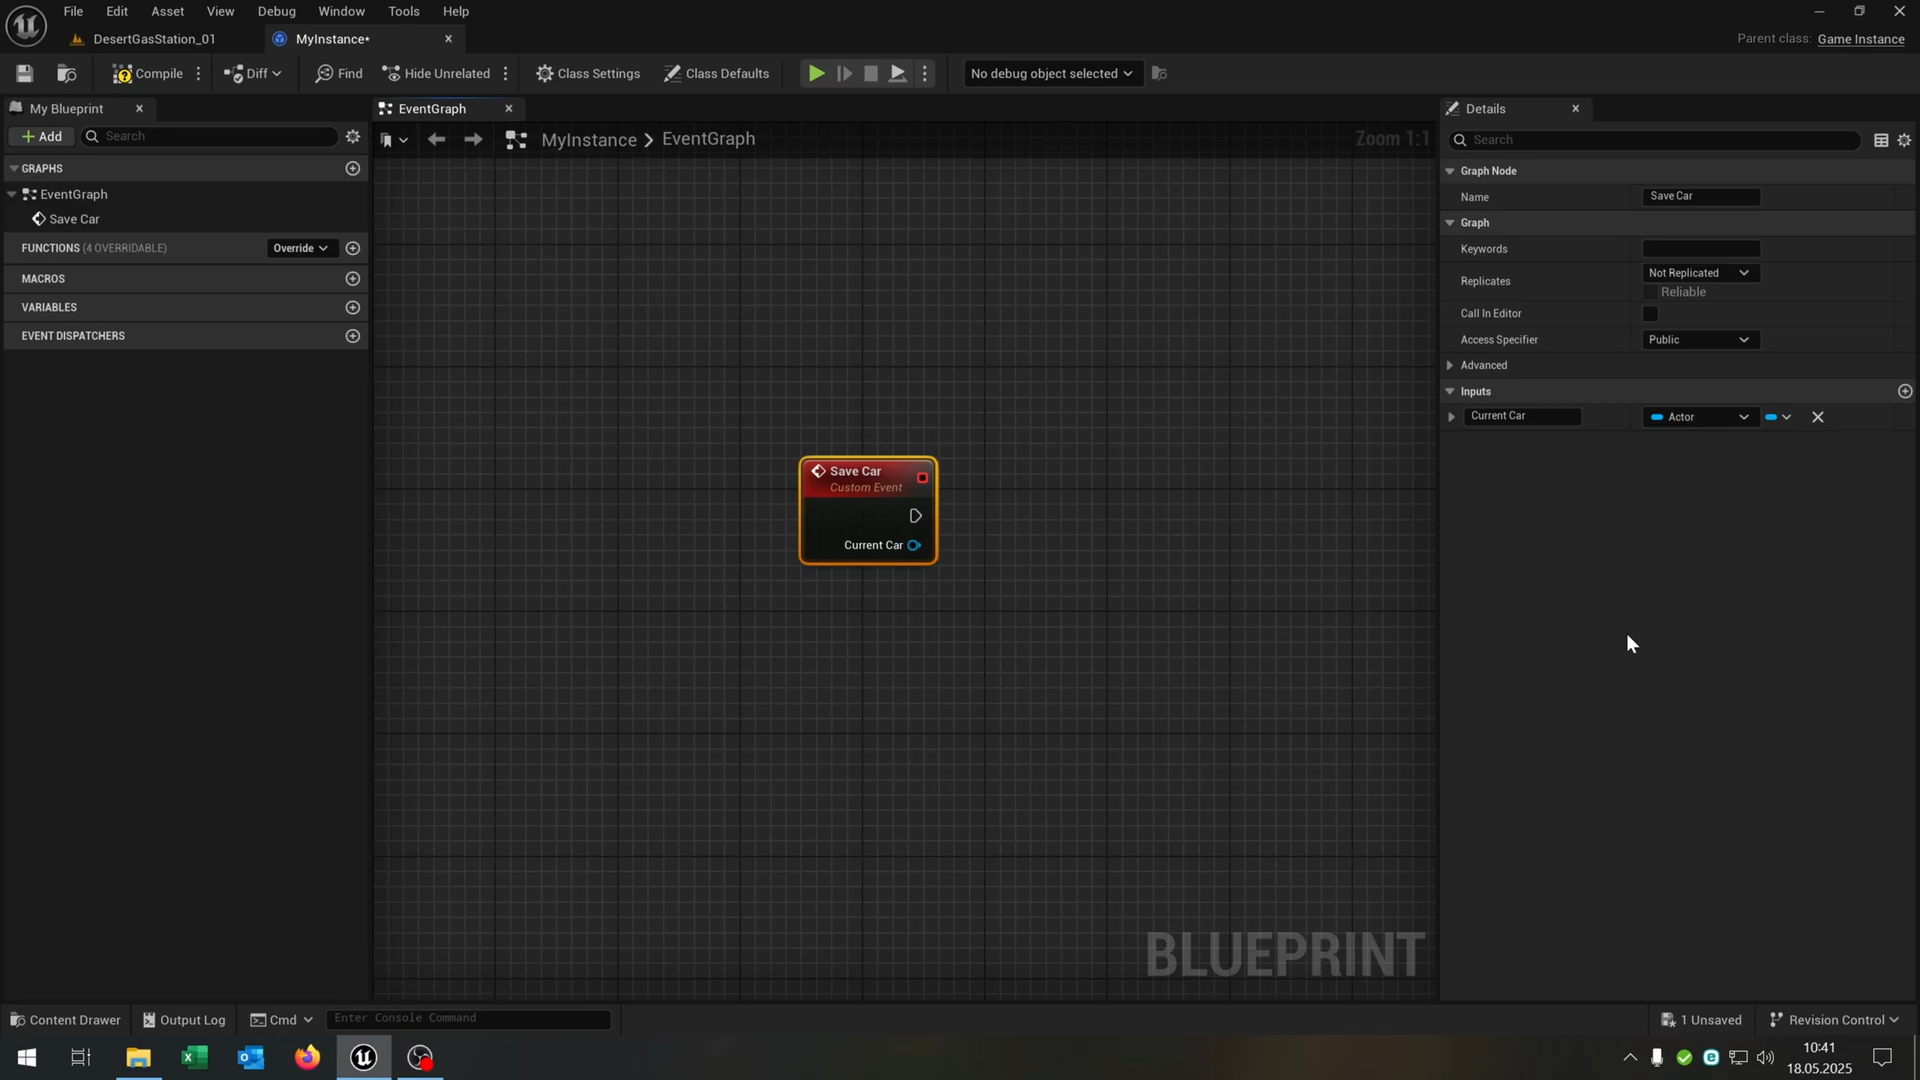 File Edit Asset View Debug Window Tools Help
DesertGasStation_01
MyInstance*
Parent class: Game Instance
Compile
Diff
Find
Hide Unrelated
Class Settings
Class Defaults
No debug object selected
My Blueprint
EventGraph
Details
Add
Search
MyInstance > EventGraph
Zoom 1:1
Search
GRAPHS
EventGraph
Save Car
FUNCTIONS (4 OVERRIDABLE)
Override
MACROS
VARIABLES
EVENT DISPATCHERS
Save Car
Custom Event
Current Car
BLUEPRINT
Graph Node
Name
Save Car
Graph
Keywords
Replicates
Not Replicated
Reliable
Call In Editor
Access Specifier
Public
Advanced
Inputs
Current Car
Actor
Content Drawer
Output Log
Cmd
Enter Console Command
1 Unsaved
Revision Control
10:41
18.05.2025